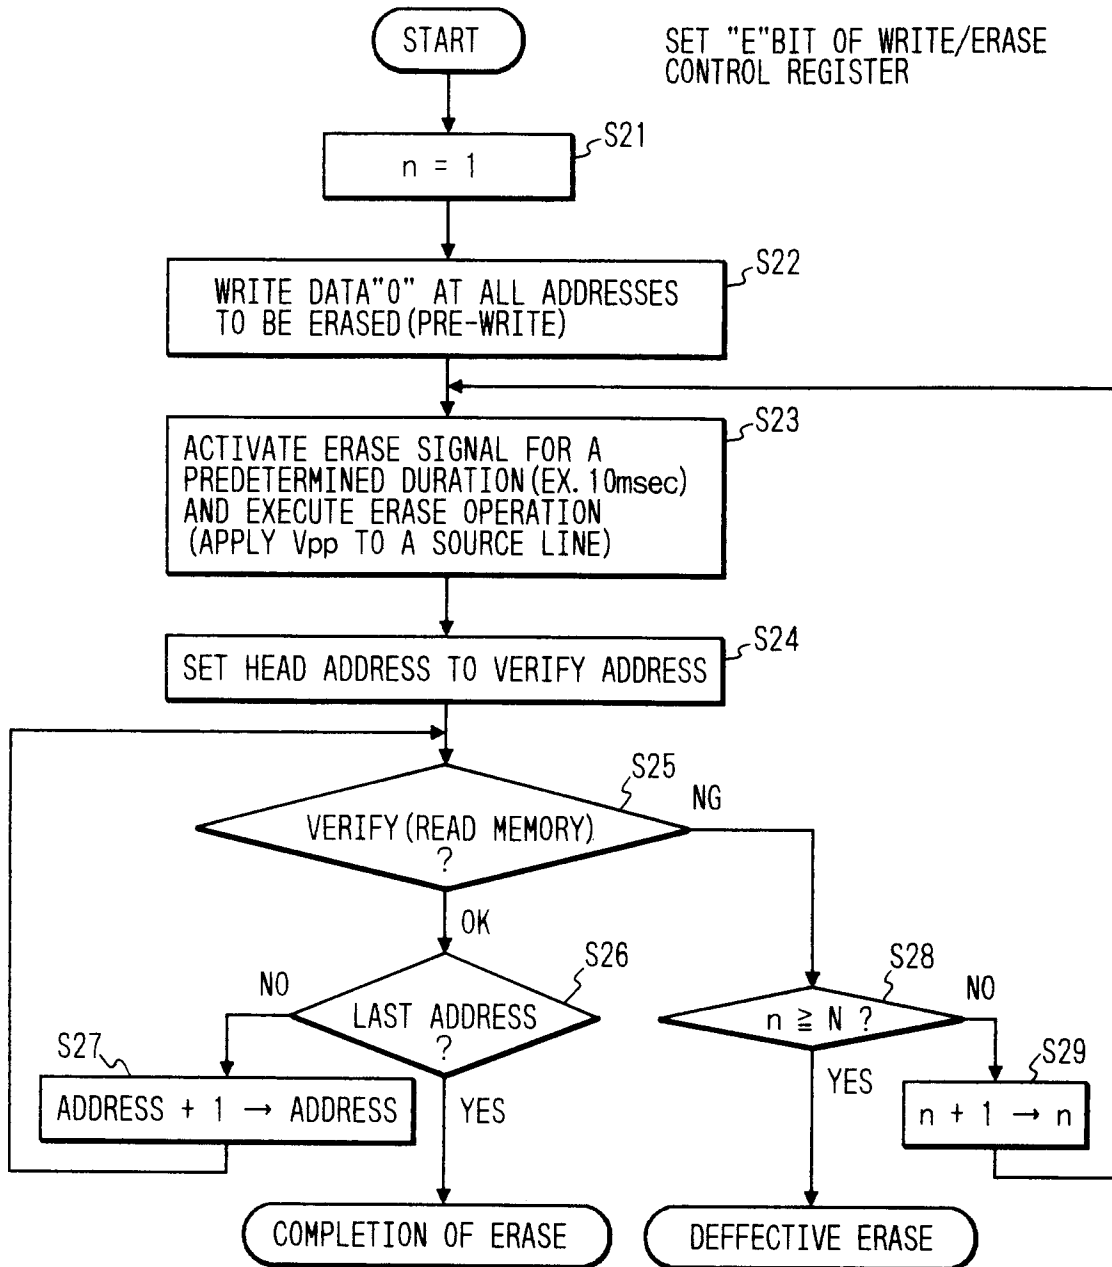 START
SET "E"BIT OF WRITE/ERASE
CONTROL REGISTER
S21
n = 1
S22
WRITE DATA"0" AT ALL ADDRESSES
TO BE ERASED(PRE-WRITE)
S23
ACTIVATE ERASE SIGNAL FOR A
PREDETERMINED DURATION(EX.10msec)
AND EXECUTE ERASE OPERATION
(APPLY Vpp TO A SOURCE LINE)
S24
SET HEAD ADDRESS TO VERIFY ADDRESS
S25
NG
VERIFY(READ MEMORY)
?
OK
S26
NO
LAST ADDRESS
?
S28
NO
n ≧ N ?
S27
ADDRESS + 1 → ADDRESS
YES
YES
S29
n + 1 → n
COMPLETION OF ERASE
DEFFECTIVE ERASE